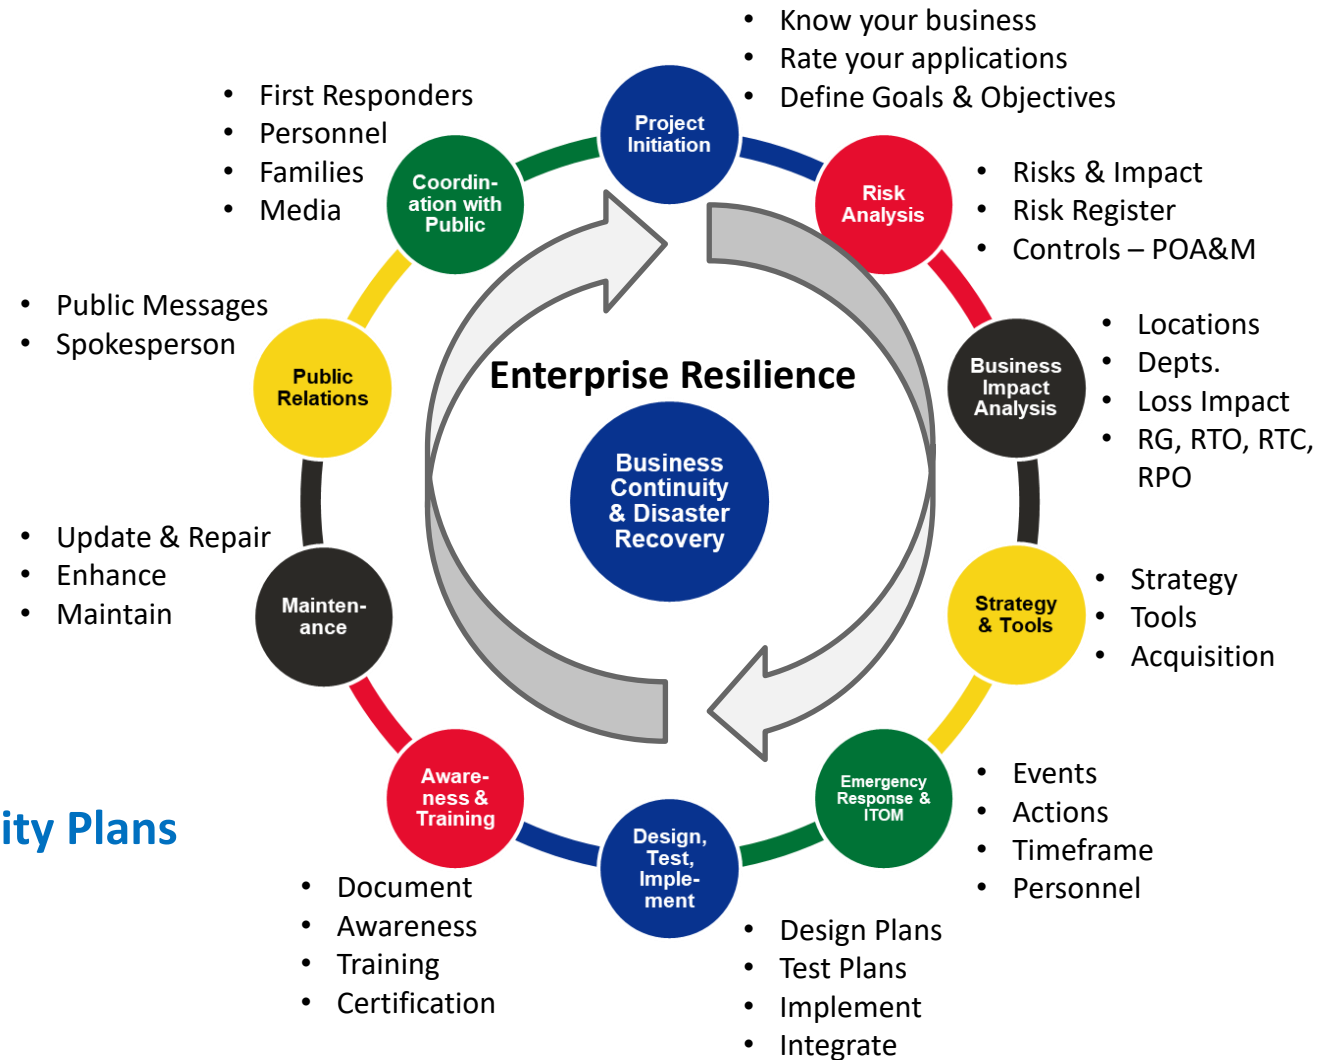 • Know your business
• Rate your applications
• Define Goals & Objectives
Project
Initiation
• Risks & Impact
• Risk Register
• Controls – POA&M
Risk
Analysis
• Locations
• Depts.
• Loss Impact
• RG, RTO, RTC,
RPO
Business
Impact
Analysis
• Strategy
• Tools
• Acquisition
Strategy
& Tools
• Events
• Actions
• Timeframe
• Personnel
Emergency
Response &
ITOM
• Design Plans
• Test Plans
• Implement
• Integrate
Design,
Test,
Imple-
ment
• Document
• Awareness
• Training
• Certification
Aware-
ness &
Training
• Update & Repair
• Enhance
• Maintain
Mainten-
ance
• Public Messages
• Spokesperson
Public
Relations
• First Responders
• Personnel
• Families
• Media
Coordin-
ation with
Public
Enterprise Resilience
Business
Continuity
& Disaster
Recovery
ity Plans